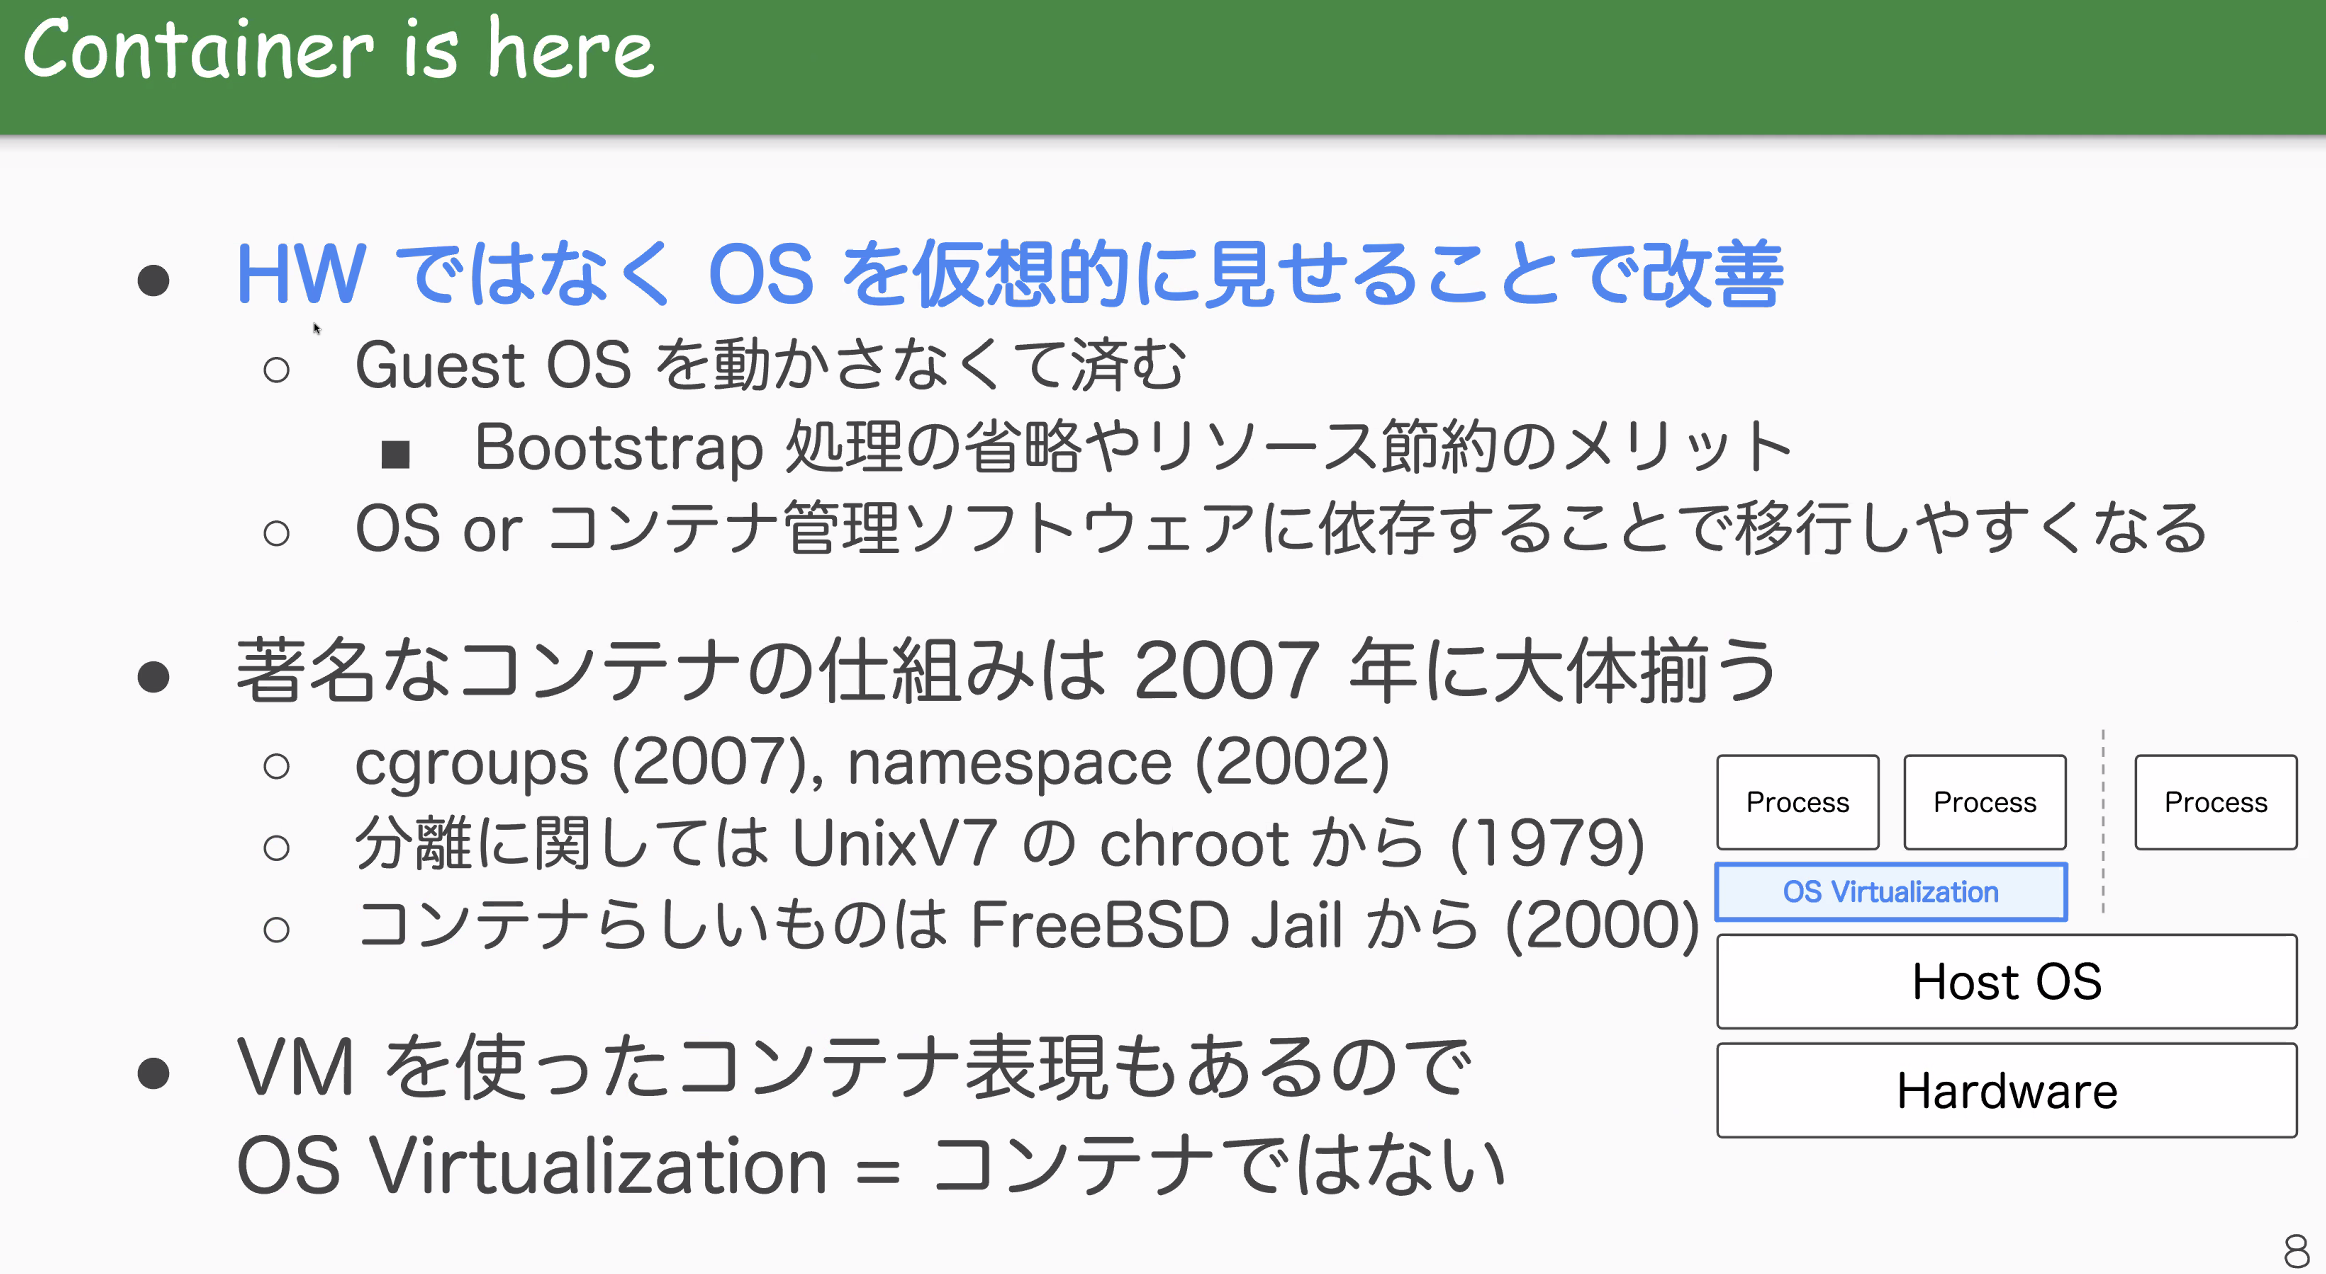 Container is here
● HW ではなく OS を仮想的に見せることで改善
○ Guest OS を動かさなくて済む
■ Bootstrap 処理の省略やリソース節約のメリット
○ OS or コンテナ管理ソフトウェアに依存することで移行しやすくなる
● 著名なコンテナの仕組みは 2007 年に大体揃う
○ cgroups (2007), namespace (2002)
○ 分離に関しては UnixV7 の chroot から (1979)
○ コンテナらしいものは FreeBSD Jail から (2000)
● VM を使ったコンテナ表現もあるので
OS Virtualization = コンテナではない
Process Process Process
OS Virtualization
Host OS
Hardware
8